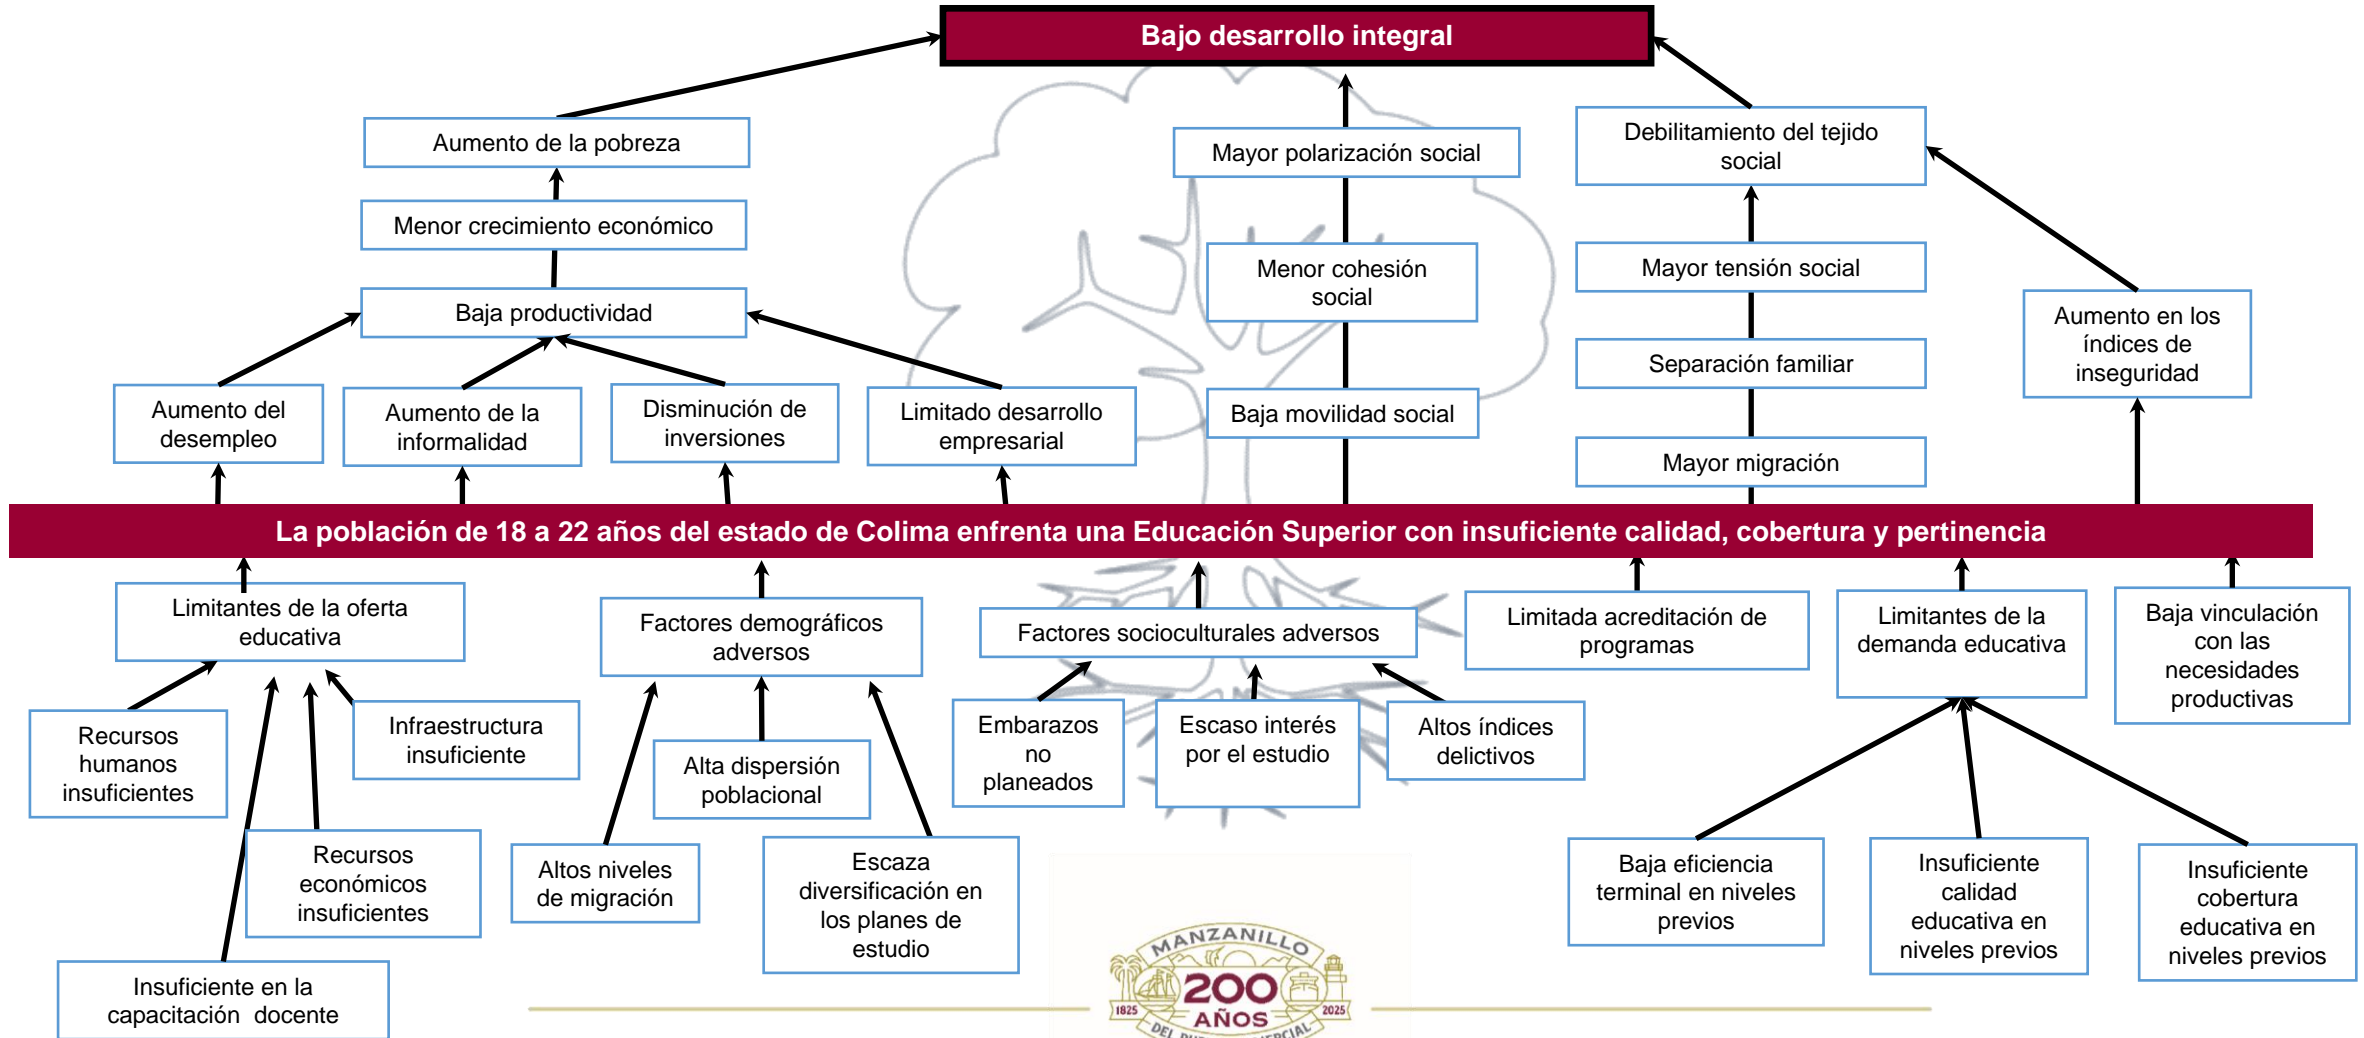 Bajo desarrollo integral
Aumento de la pobreza
Mayor polarización social
Debilitamiento del tejido
social
Menor crecimiento económico
Menor cohesión
social
Mayor tensión social
Baja productividad
Aumento en los
índices de
inseguridad
Separación familiar
Aumento del
desempleo
Aumento de la
informalidad
Disminución de
inversiones
Limitado desarrollo
empresarial
Baja movilidad social
Mayor migración
La población de 18 a 22 años del estado de Colima enfrenta una Educación Superior con insuficiente calidad, cobertura y pertinencia
Limitantes de la oferta
educativa
Factores demográficos
adversos
Factores socioculturales adversos
Limitada acreditación de
programas
Limitantes de la
demanda educativa
Baja vinculación
con las
necesidades
productivas
Recursos
humanos
insuficientes
Infraestructura
insuficiente
Alta dispersión
poblacional
Embarazos
no
planeados
Escaso interés
por el estudio
Altos índices
delictivos
Recursos
económicos
insuficientes
Altos niveles
de migración
Escaza
diversificación en
los planes de
estudio
Baja eficiencia
terminal en niveles
previos
Insuficiente
calidad
educativa en
niveles previos
Insuficiente
cobertura
educativa en
niveles previos
Insuficiente en la
capacitación docente
MANZANILLO
200
AÑOS
1825
2025
DEL